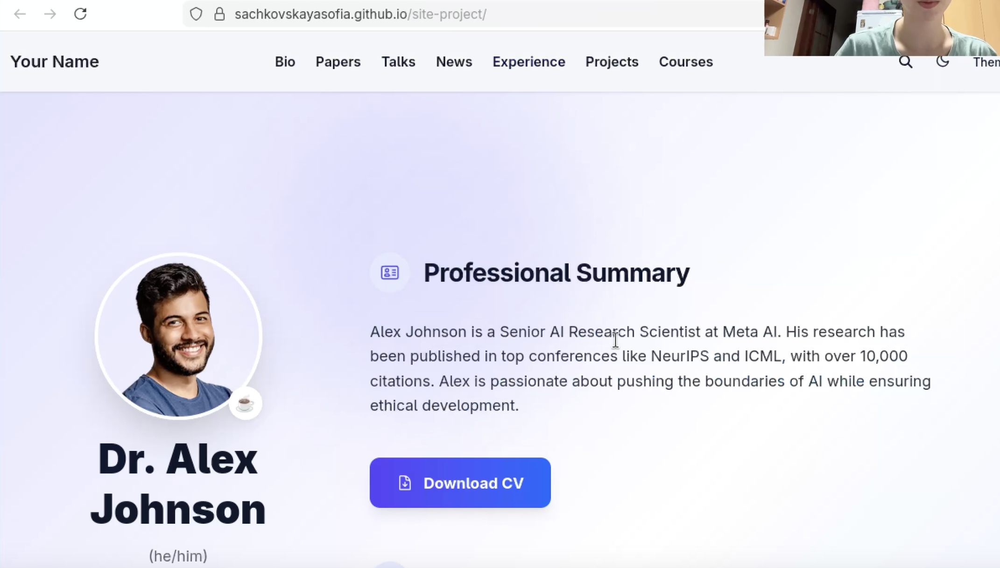 sachkovskayasofia.github.io/site-project/
Your Name
Bio Papers Talks News Experience Projects Courses
Them
Professional Summary
Alex Johnson is a Senior AI Research Scientist at Meta AI. His research has
been published in top conferences like NeurIPS and ICML, with over 10,000
citations. Alex is passionate about pushing the boundaries of AI while ensuring
ethical development.
Download CV
Dr. Alex
Johnson
(he/him)